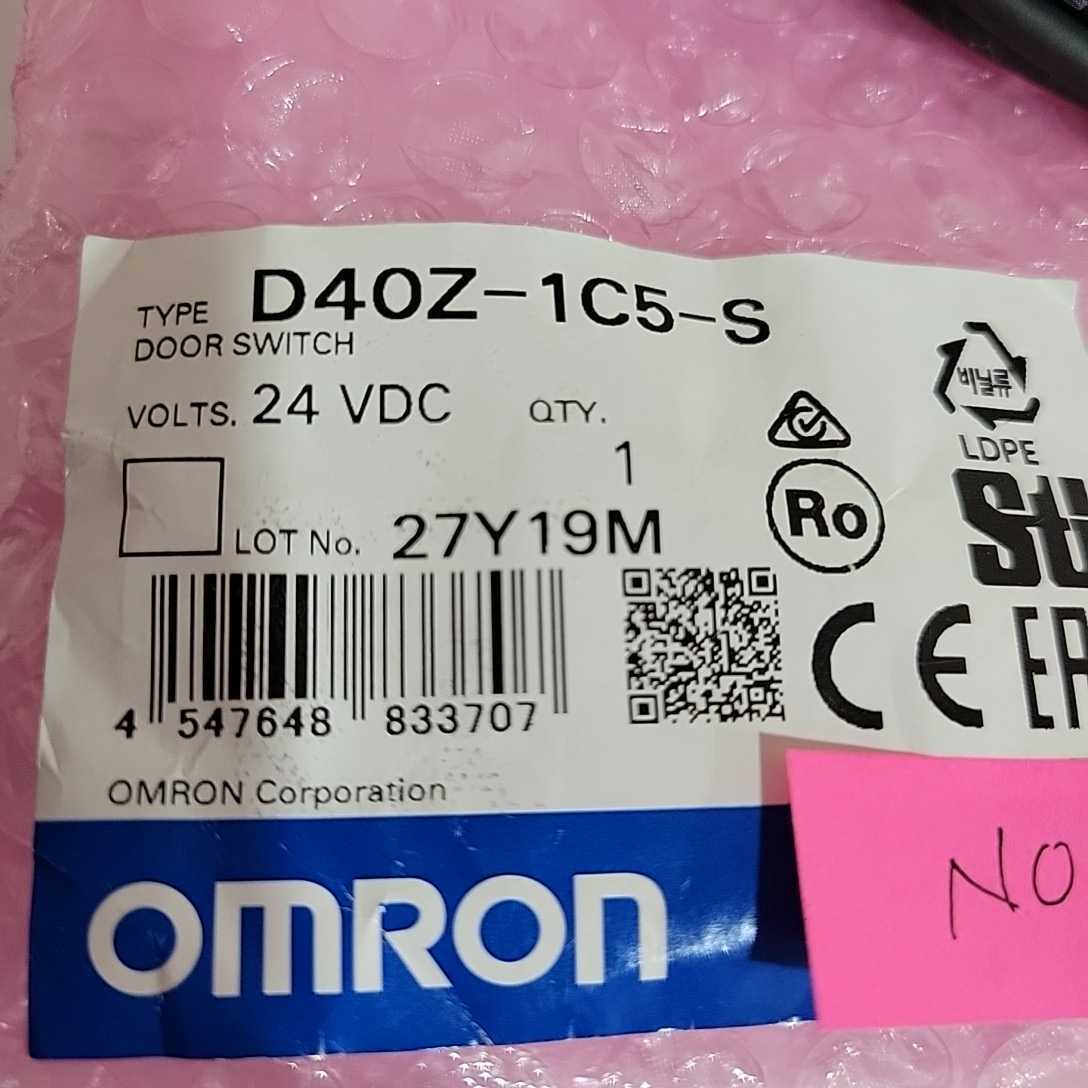 TYPE D40Z-1C5-S
DOOR SWITCH
VOLTS. 24 VDC QTY.
1
LOT No. 27Y19M
4 547648 833707
OMRON Corporation
OMRON
비닐류
LDPE
Ro
CE
NO